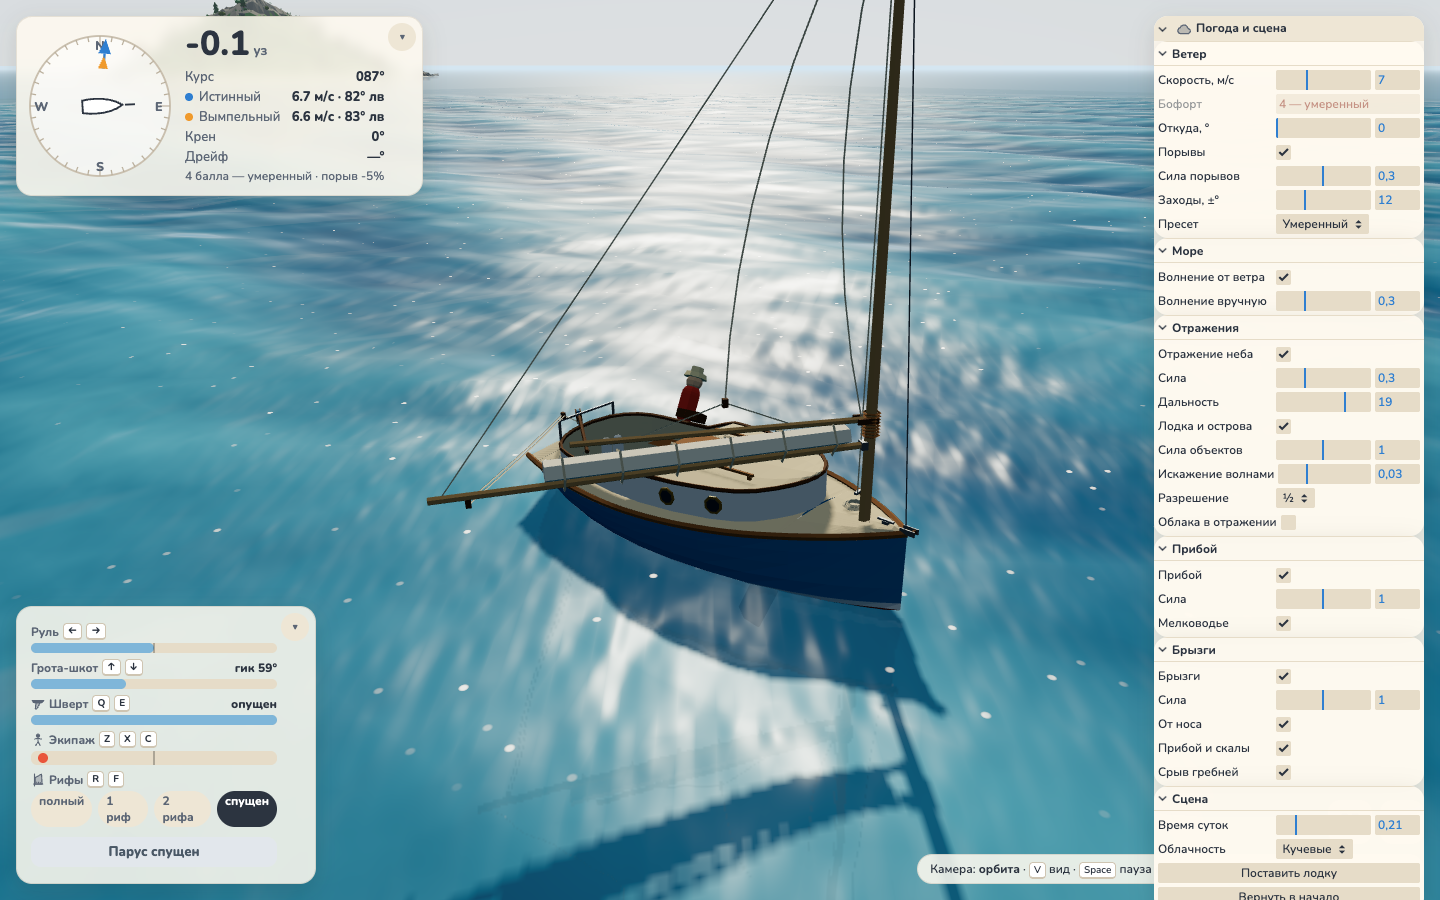 N
W
E
S
-0.1 уз
Курс 087°
Истинный 6.7 м/с · 82° лв
Вымпельный 6.6 м/с · 83° лв
Крен 0°
Дрейф —°
4 балла — умеренный · порыв -5%
Руль ← →
Грота-шкот ↑ ↓ гик 59°
Шверт Q E опущен
Экипаж Z X C
Рифы R F
полный 1 риф 2 рифа спущен
Парус спущен
Камера: орбита · V вид · Space пауза
Погода и сцена
Ветер
Скорость, м/с 7
Бофорт 4 — умеренный
Откуда, ° 0
Порывы
Сила порывов 0,3
Заходы, ±° 12
Пресет Умеренный
Море
Волнение от ветра
Волнение вручную 0,3
Отражения
Отражение неба
Сила 0,3
Дальность 19
Лодка и острова
Сила объектов 1
Искажение волнами 0,03
Разрешение ½
Облака в отражении
Прибой
Прибой
Сила 1
Мелководье
Брызги
Брызги
Сила 1
От носа
Прибой и скалы
Срыв гребней
Сцена
Время суток 0,21
Облачность Кучевые
Поставить лодку
Вернуть в начало